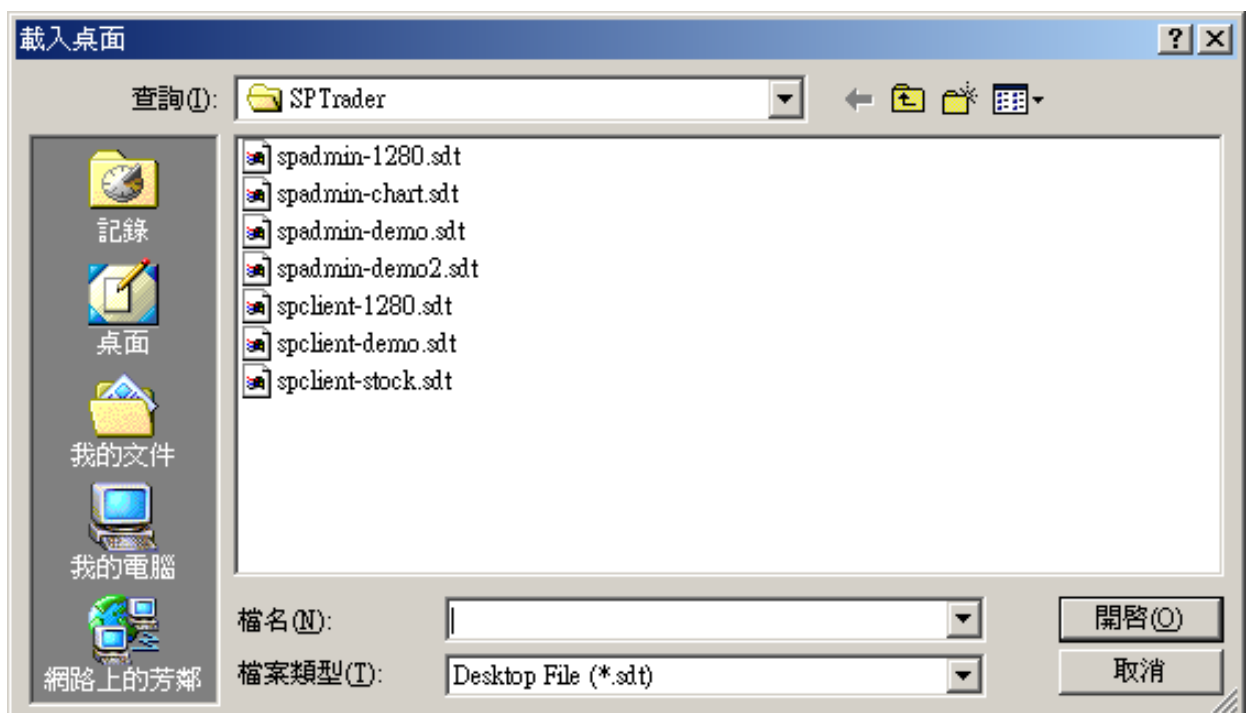 載入桌面
查詢(I):
SPTrader
記錄
桌面
我的文件
我的電腦
網路上的芳鄰
spadmin-1280.sdt
spadmin-chart.sdt
spadmin-demo.sdt
spadmin-demo2.sdt
spclient-1280.sdt
spclient-demo.sdt
spclient-stock.sdt
檔名(N):
開啓(O)
檔案類型(T):
Desktop File (*.sdt)
取消